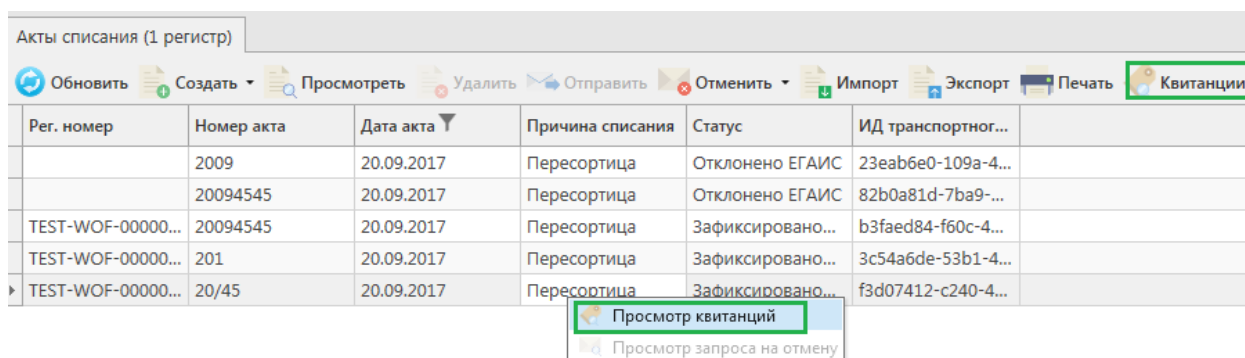 Акты списания (1 регистр)
Обновить Создать Просмотреть Удалить Отправить Отменить Импорт Экспорт Печать Квитанции
Рег. номер Номер акта Дата акта Причина списания Статус ИД транспортног...
2009 20.09.2017 Пересортица Отклонено ЕГАИС 23eab6e0-109a-4...
20094545 20.09.2017 Пересортица Отклонено ЕГАИС 82b0a81d-7ba9-...
TEST-WOF-00000... 20094545 20.09.2017 Пересортица Зафиксировано... b3faed84-f60c-4...
TEST-WOF-00000... 201 20.09.2017 Пересортица Зафиксировано... 3c54a6de-53b1-4...
TEST-WOF-00000... 20/45 20.09.2017 Пересортица Зафиксировано... f3d07412-c240-4...
Просмотр квитанций
Просмотр запроса на отмену